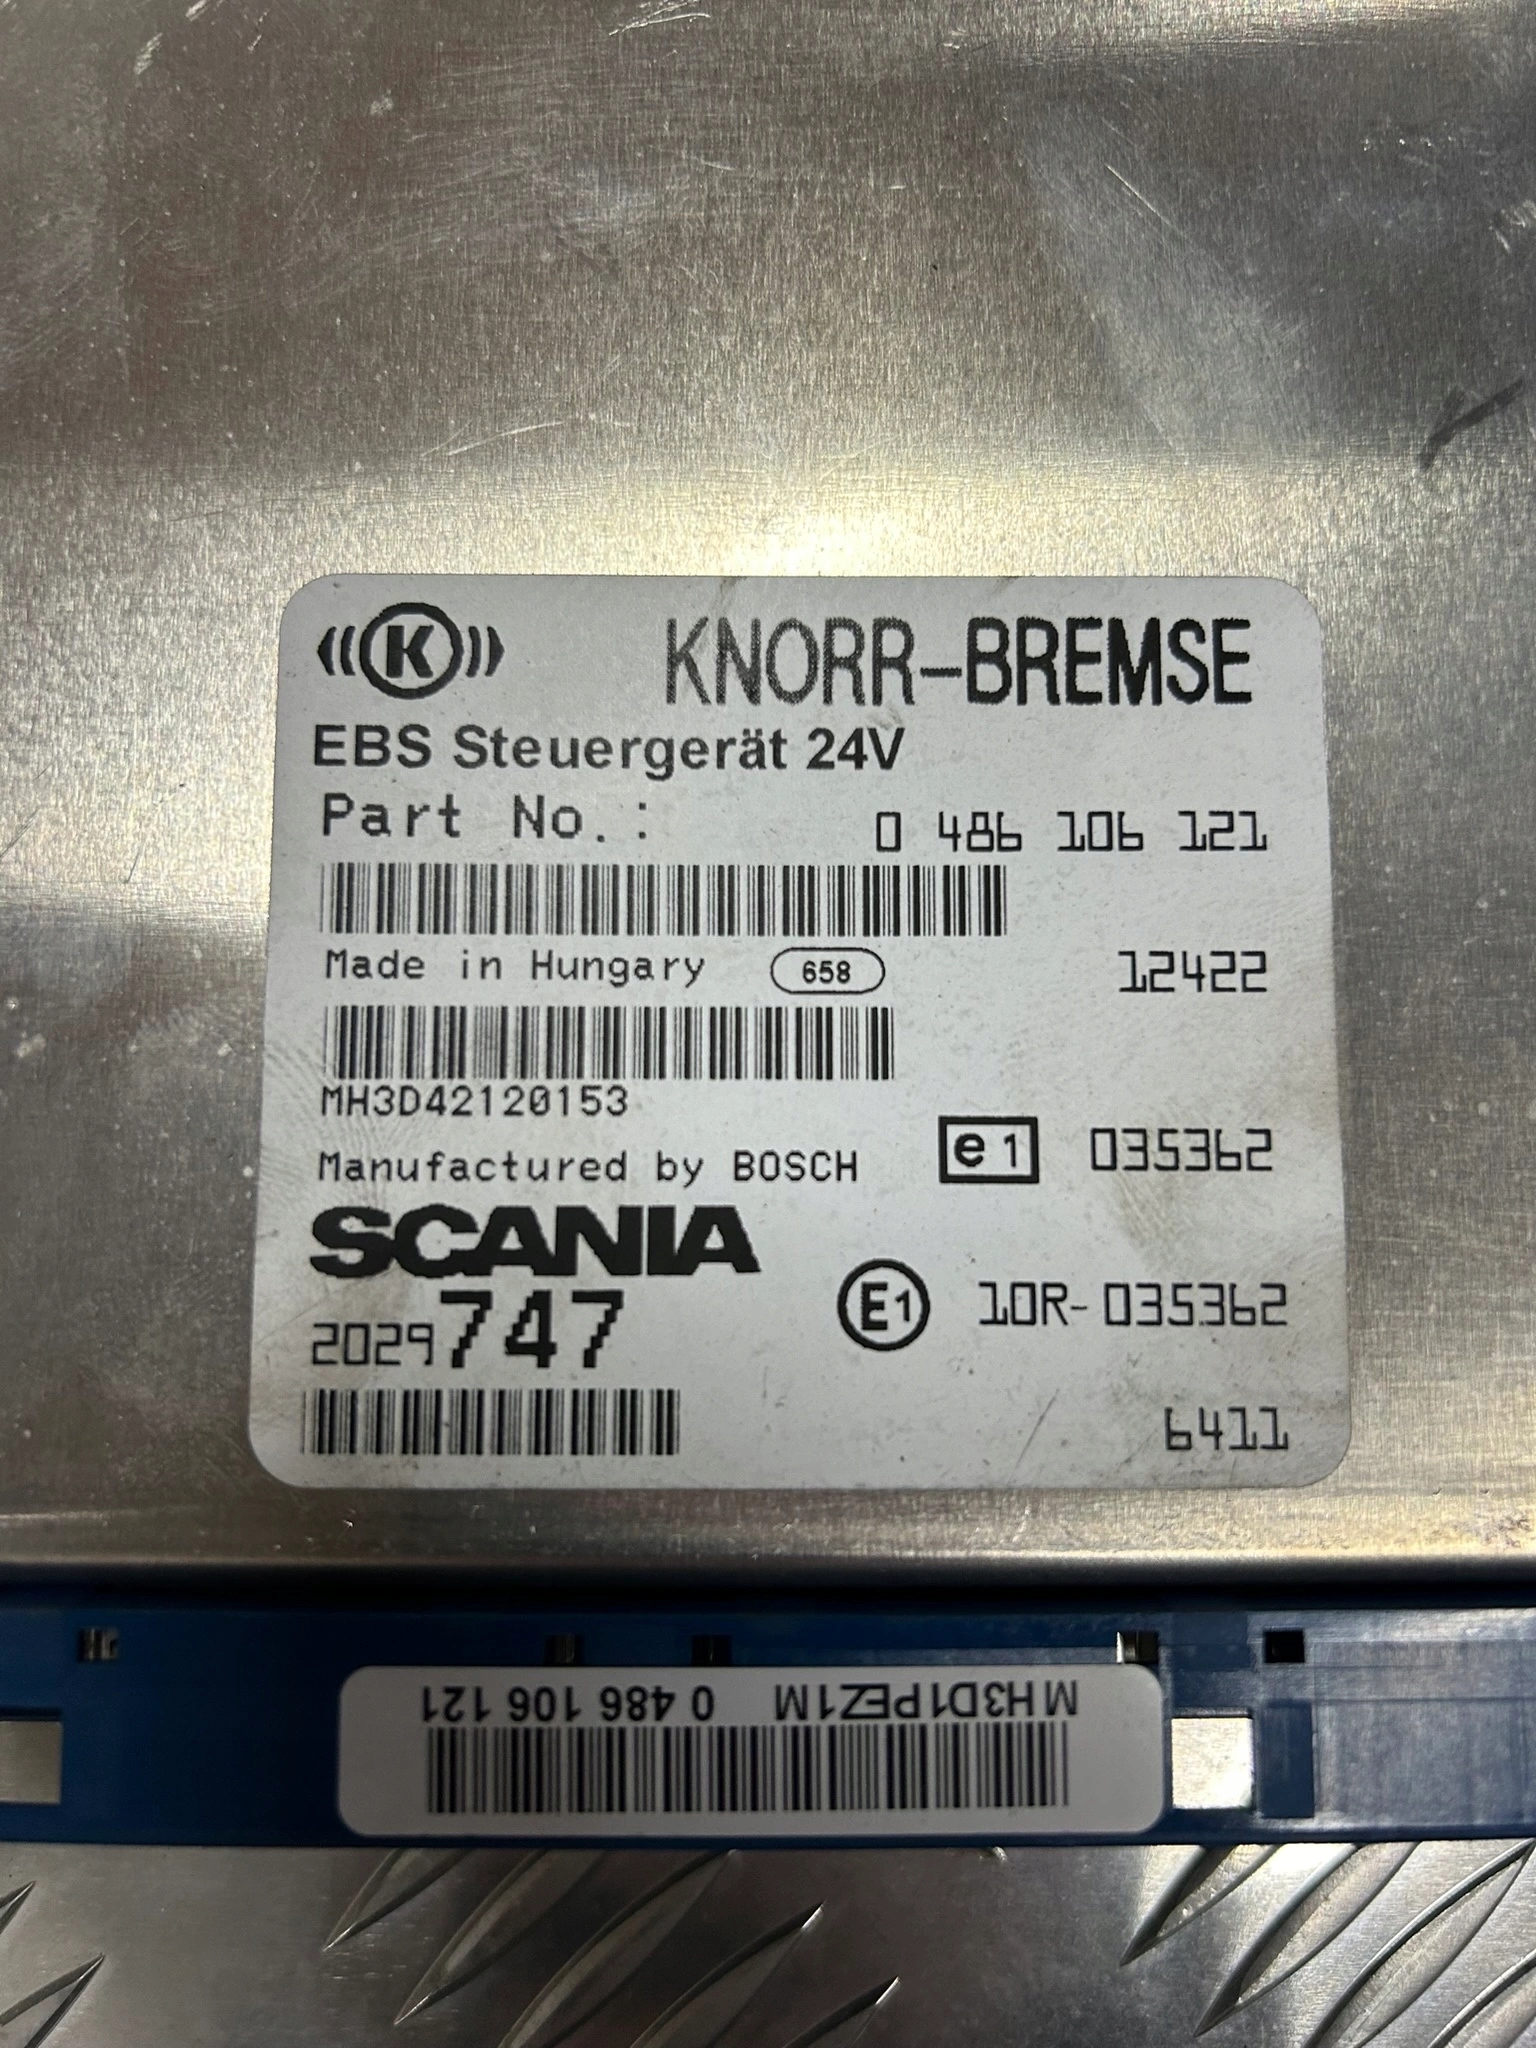 K KNORR-BREMSE
EBS Steuergerät 24V
Part No.: 0 486 106 121
Made in Hungary 658 12422
MH3D42120153
Manufactured by BOSCH e1 035362
SCANIA
2029747 E1 10R-035362
6411
MH3D1PEZ1M 0 486 106 121